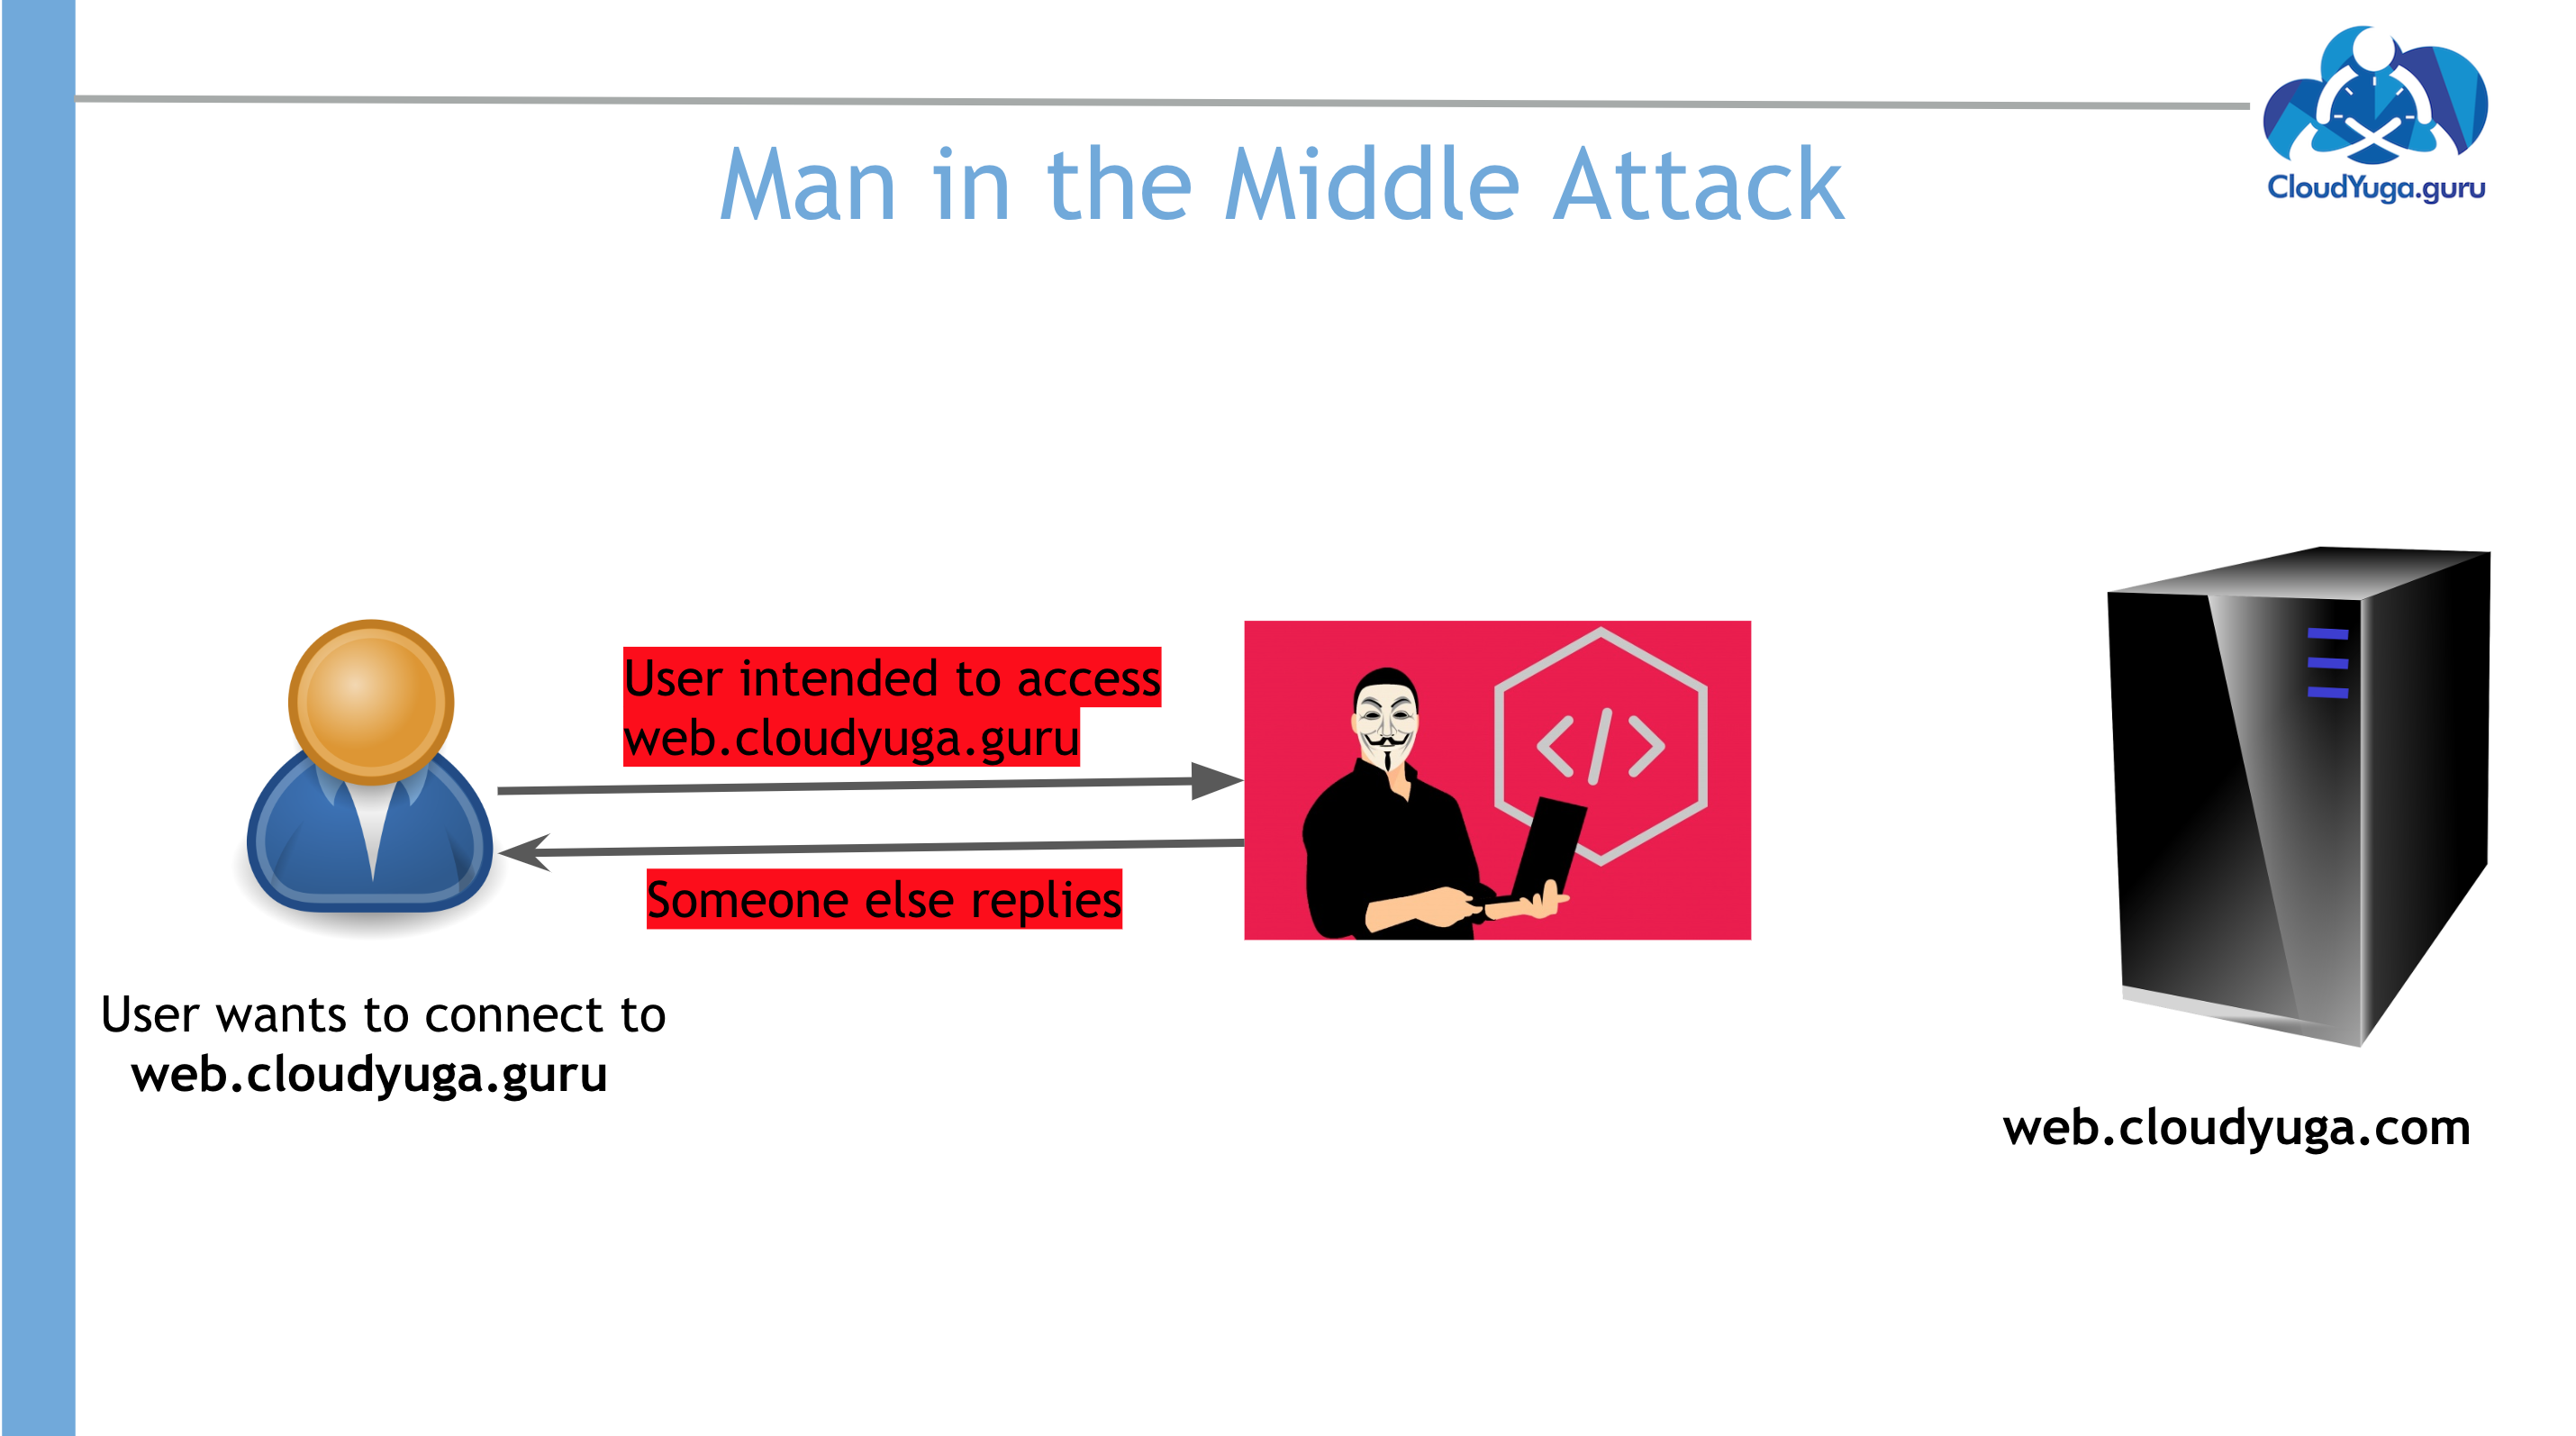 CloudYuga.guru
Man in the Middle Attack
User intended to access
web.cloudyuga.guru
</>
Someone else replies
User wants to connect to
web.cloudyuga.guru
web.cloudyuga.com